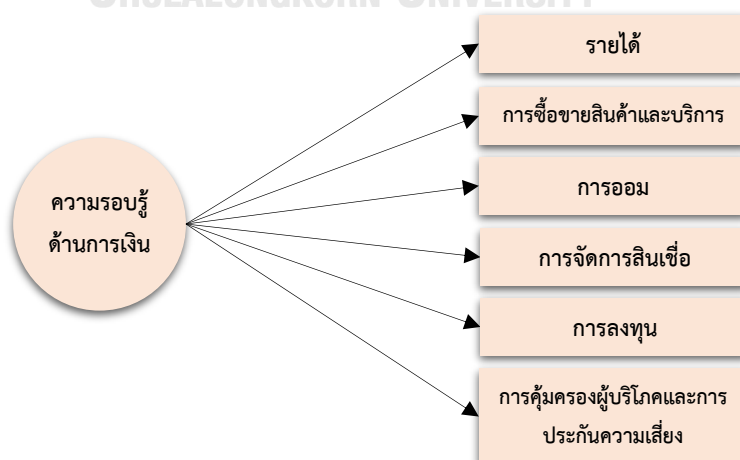 CHULALONGKORN UNIVERSITY
รายได้
การซื้อขายสินค้าและบริการ
ความรอบรู้
ด้านการเงิน
การออม
การจัดการสินเชื่อ
การลงทุน
การคุ้มครองผู้บริโภคและการ
ประกันความเสี่ยง